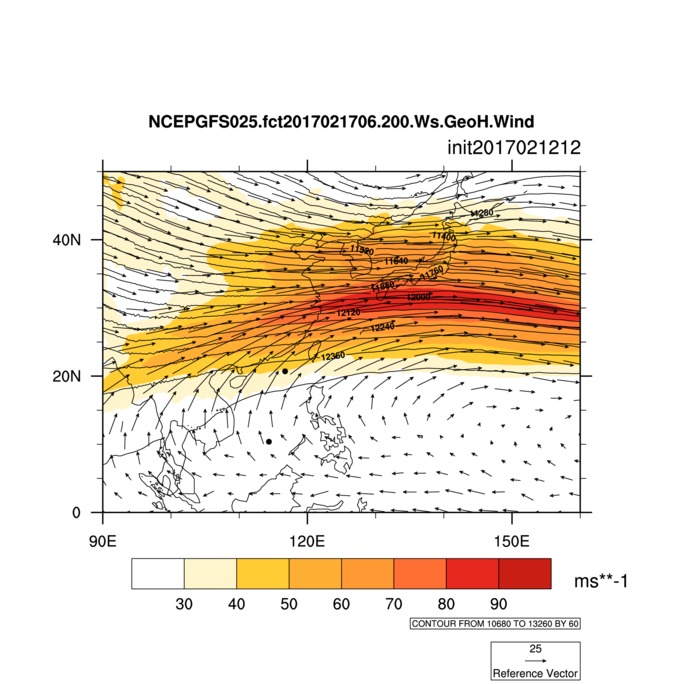 NCEPGFS025.fct2017021706.200.Ws.GeoH.Wind
init2017021212
11280
11400
11520
11640
11760
11880
12000
12120
12240
12360
40N
20N
0
90E 120E 150E
ms**-1
30 40 50 60 70 80 90
CONTOUR FROM 10680 TO 13260 BY 60
25
Reference Vector